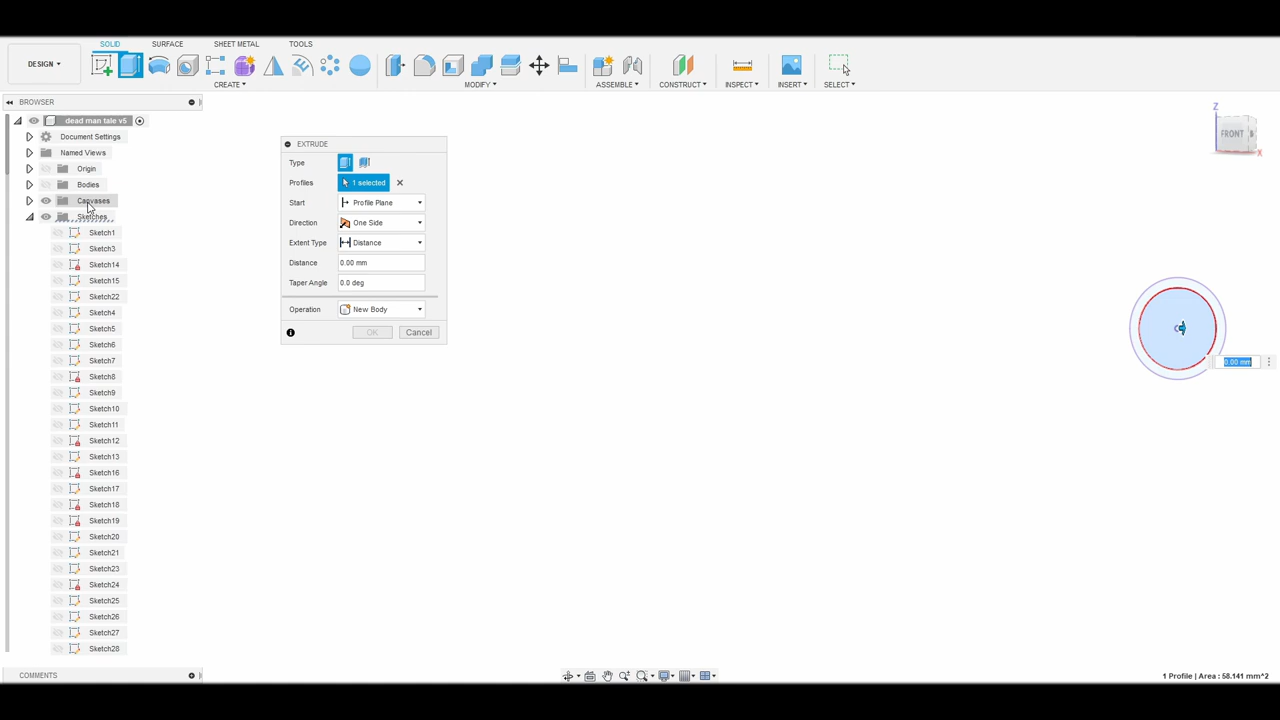 SOLID SURFACE SHEET METAL TOOLS
DESIGN
CREATE MODIFY ASSEMBLE CONSTRUCT INSPECT INSERT SELECT
BROWSER
dead man tale v5
Document Settings
Named Views
Origin
Bodies
Canvases
Sketches
Sketch1
Sketch3
Sketch14
Sketch15
Sketch22
Sketch4
Sketch5
Sketch6
Sketch7
Sketch8
Sketch9
Sketch10
Sketch11
Sketch12
Sketch13
Sketch16
Sketch17
Sketch18
Sketch19
Sketch20
Sketch21
Sketch23
Sketch24
Sketch25
Sketch26
Sketch27
Sketch28
COMMENTS
EXTRUDE
Type
Profiles 1 selected
Start Profile Plane
Direction One Side
Extent Type Distance
Distance 0.00 mm
Taper Angle 0.0 deg
Operation New Body
OK Cancel
Z
FRONT
X
0.00 mm
1 Profile | Area : 58.141 mm^2